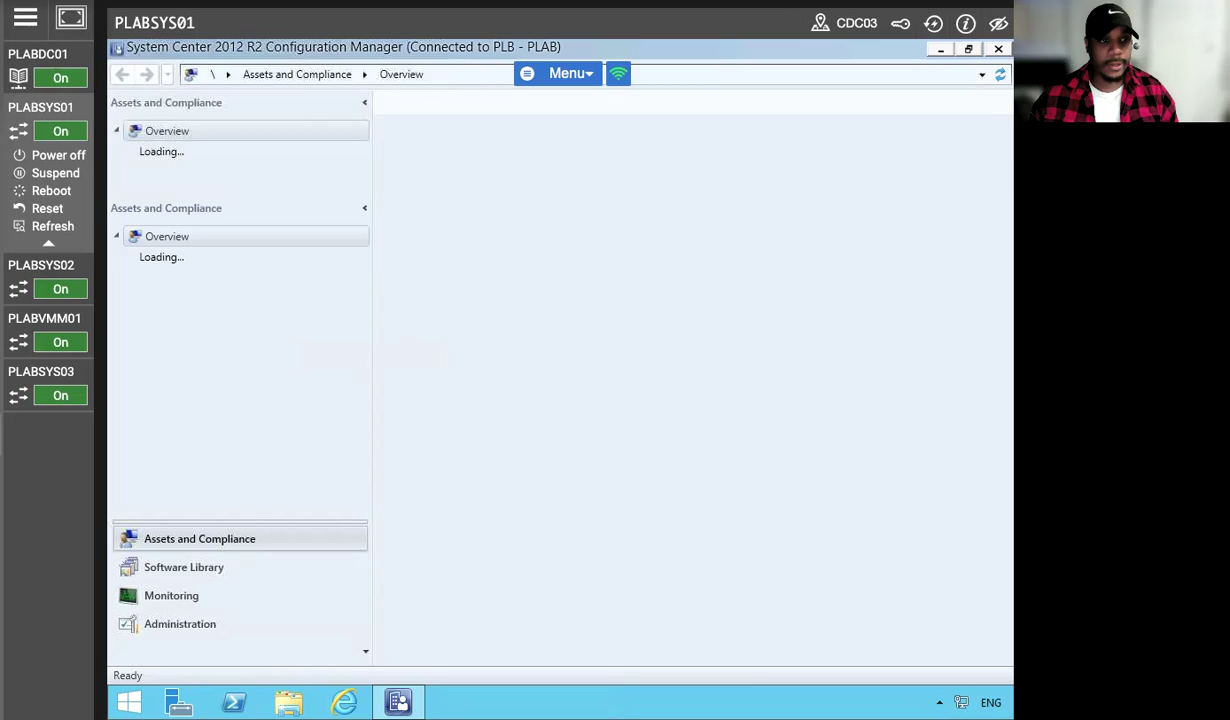 PLABSYS01
CDC03
PLABDC01
On
PLABSYS01
On
Power off
Suspend
Reboot
Reset
Refresh
PLABSYS02
On
PLABVMM01
On
PLABSYS03
On
System Center 2012 R2 Configuration Manager (Connected to PLB - PLAB)
\ Assets and Compliance Overview
Menu
Assets and Compliance
Overview
Loading...
Assets and Compliance
Overview
Loading...
Assets and Compliance
Software Library
Monitoring
Administration
Ready
ENG